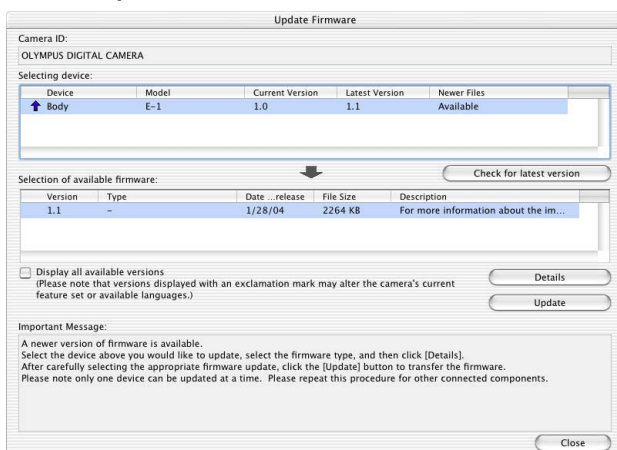 Update Firmware
Camera ID:
OLYMPUS DIGITAL CAMERA
Selecting device:
Device Model Current Version Latest Version Newer Files
Body E-1 1.0 1.1 Available
Check for latest version
Selection of available firmware:
Version Type Date ...release File Size Description
1.1 - 1/28/04 2264 KB For more information about the im...
Display all available versions
(Please note that versions displayed with an exclamation mark may alter the camera's current
feature set or available languages.)
Details
Update
Important Message:
A newer version of firmware is available.
Select the device above you would like to update, select the firmware type, and then click [Details].
After carefully selecting the appropriate firmware update, click the [Update] button to transfer the firmware.
Please note only one device can be updated at a time. Please repeat this procedure for other connected components.
Close